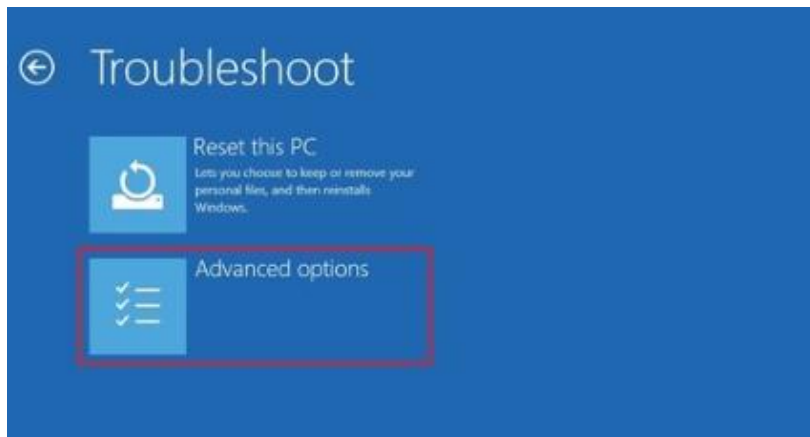 Troubleshoot
Reset this PC
Lets you choose to keep or remove your
personal files, and then reinstalls
Windows.
Advanced options